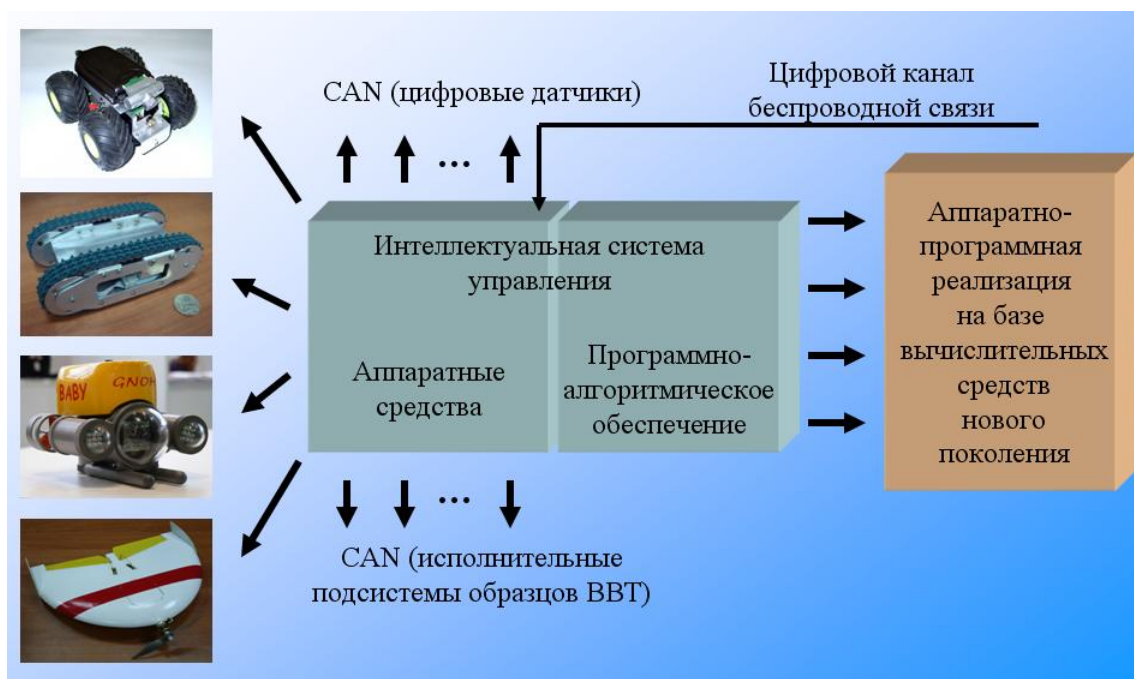 CAN (цифровые датчики)
Цифровой канал
беспроводной связи
Интеллектуальная система
управления
Аппаратные
средства
Программно-
алгоритмическое
обеспечение
Аппаратно-
программная
реализация
на базе
вычислительных
средств
нового
поколения
BABY
GNOM
CAN (исполнительные
подсистемы образцов ВВТ)